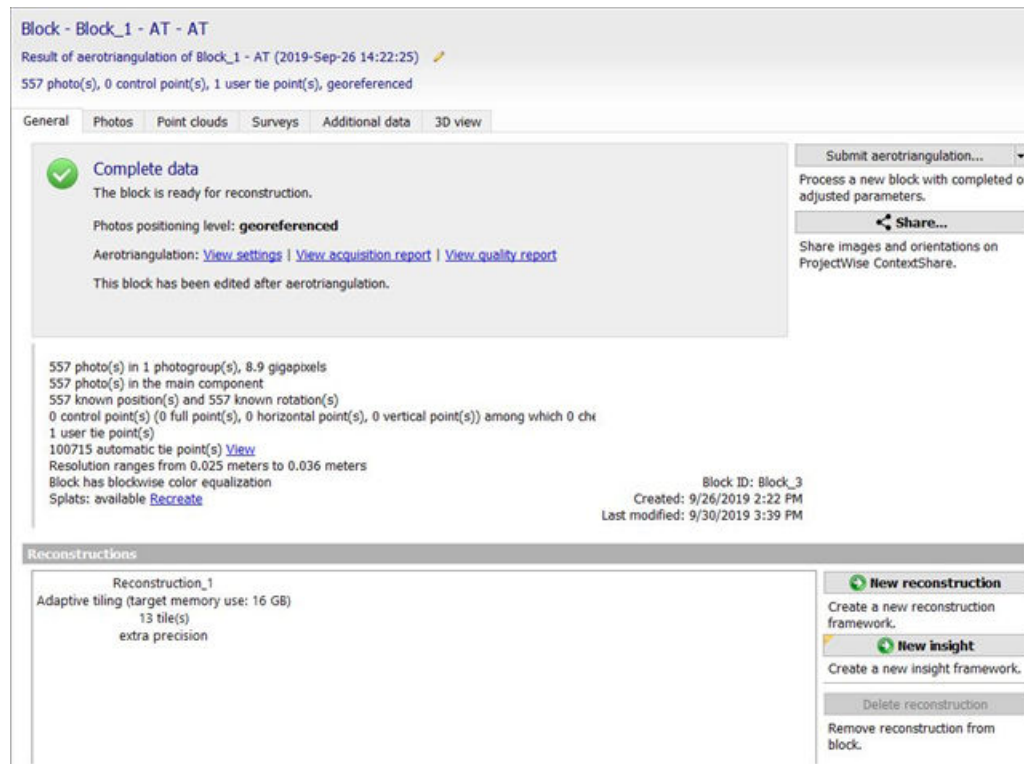 Block - Block_1 - AT - AT
Result of aerotriangulation of Block_1 - AT (2019-Sep-26 14:22:25)
557 photo(s), 0 control point(s), 1 user tie point(s), georeferenced
General Photos Point clouds Surveys Additional data 3D view
Complete data
The block is ready for reconstruction.
Photos positioning level: georeferenced
Aerotriangulation: View settings | View acquisition report | View quality report
This block has been edited after aerotriangulation.
Submit aerotriangulation...
Process a new block with completed o
adjusted parameters.
Share...
Share images and orientations on
ProjectWise ContextShare.
557 photo(s) in 1 photogroup(s), 8.9 gigapixels
557 photo(s) in the main component
557 known position(s) and 557 known rotation(s)
0 control point(s) (0 full point(s), 0 horizontal point(s), 0 vertical point(s)) among which 0 che
1 user tie point(s)
100715 automatic tie point(s) View
Resolution ranges from 0.025 meters to 0.036 meters
Block has blockwise color equalization
Splats: available Recreate
Block ID: Block_3
Created: 9/26/2019 2:22 PM
Last modified: 9/30/2019 3:39 PM
Reconstructions
Reconstruction_1
Adaptive tiling (target memory use: 16 GB)
13 tile(s)
extra precision
New reconstruction
Create a new reconstruction
framework.
New insight
Create a new insight framework.
Delete reconstruction
Remove reconstruction from
block.